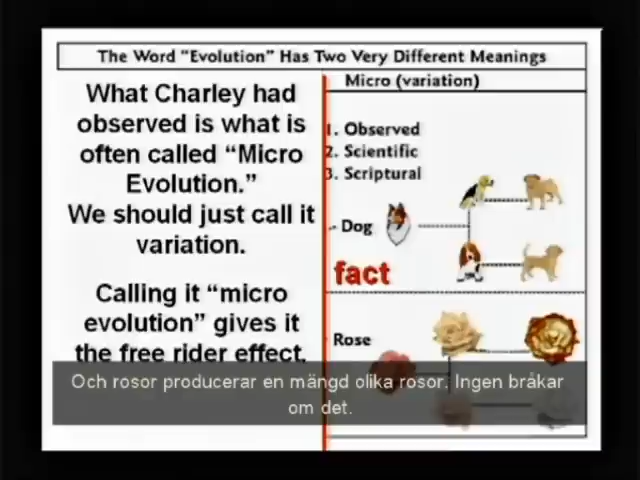 The Word “Evolution” Has Two Very Different Meanings
What Charley had
observed is what is
often called “Micro
Evolution.”
We should just call it
variation.
Calling it “micro
evolution” gives it
the free rider effect.
Micro (variation)
1. Observed
2. Scientific
3. Scriptural
- Dog
fact
Rose
Och rosor producerar en mängd olika rosor. Ingen bråkar
om det.